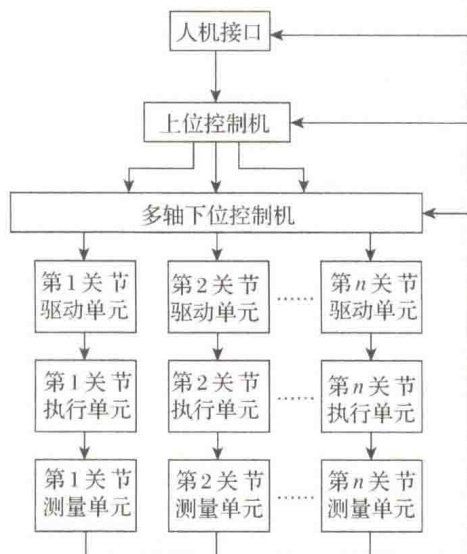 人机接口
上位控制机
多轴下位控制机
第1关节
驱动单元
第2关节
驱动单元
……
第n关节
驱动单元
第1关节
执行单元
第2关节
执行单元
……
第n关节
执行单元
第1关节
测量单元
第2关节
测量单元
……
第n关节
测量单元